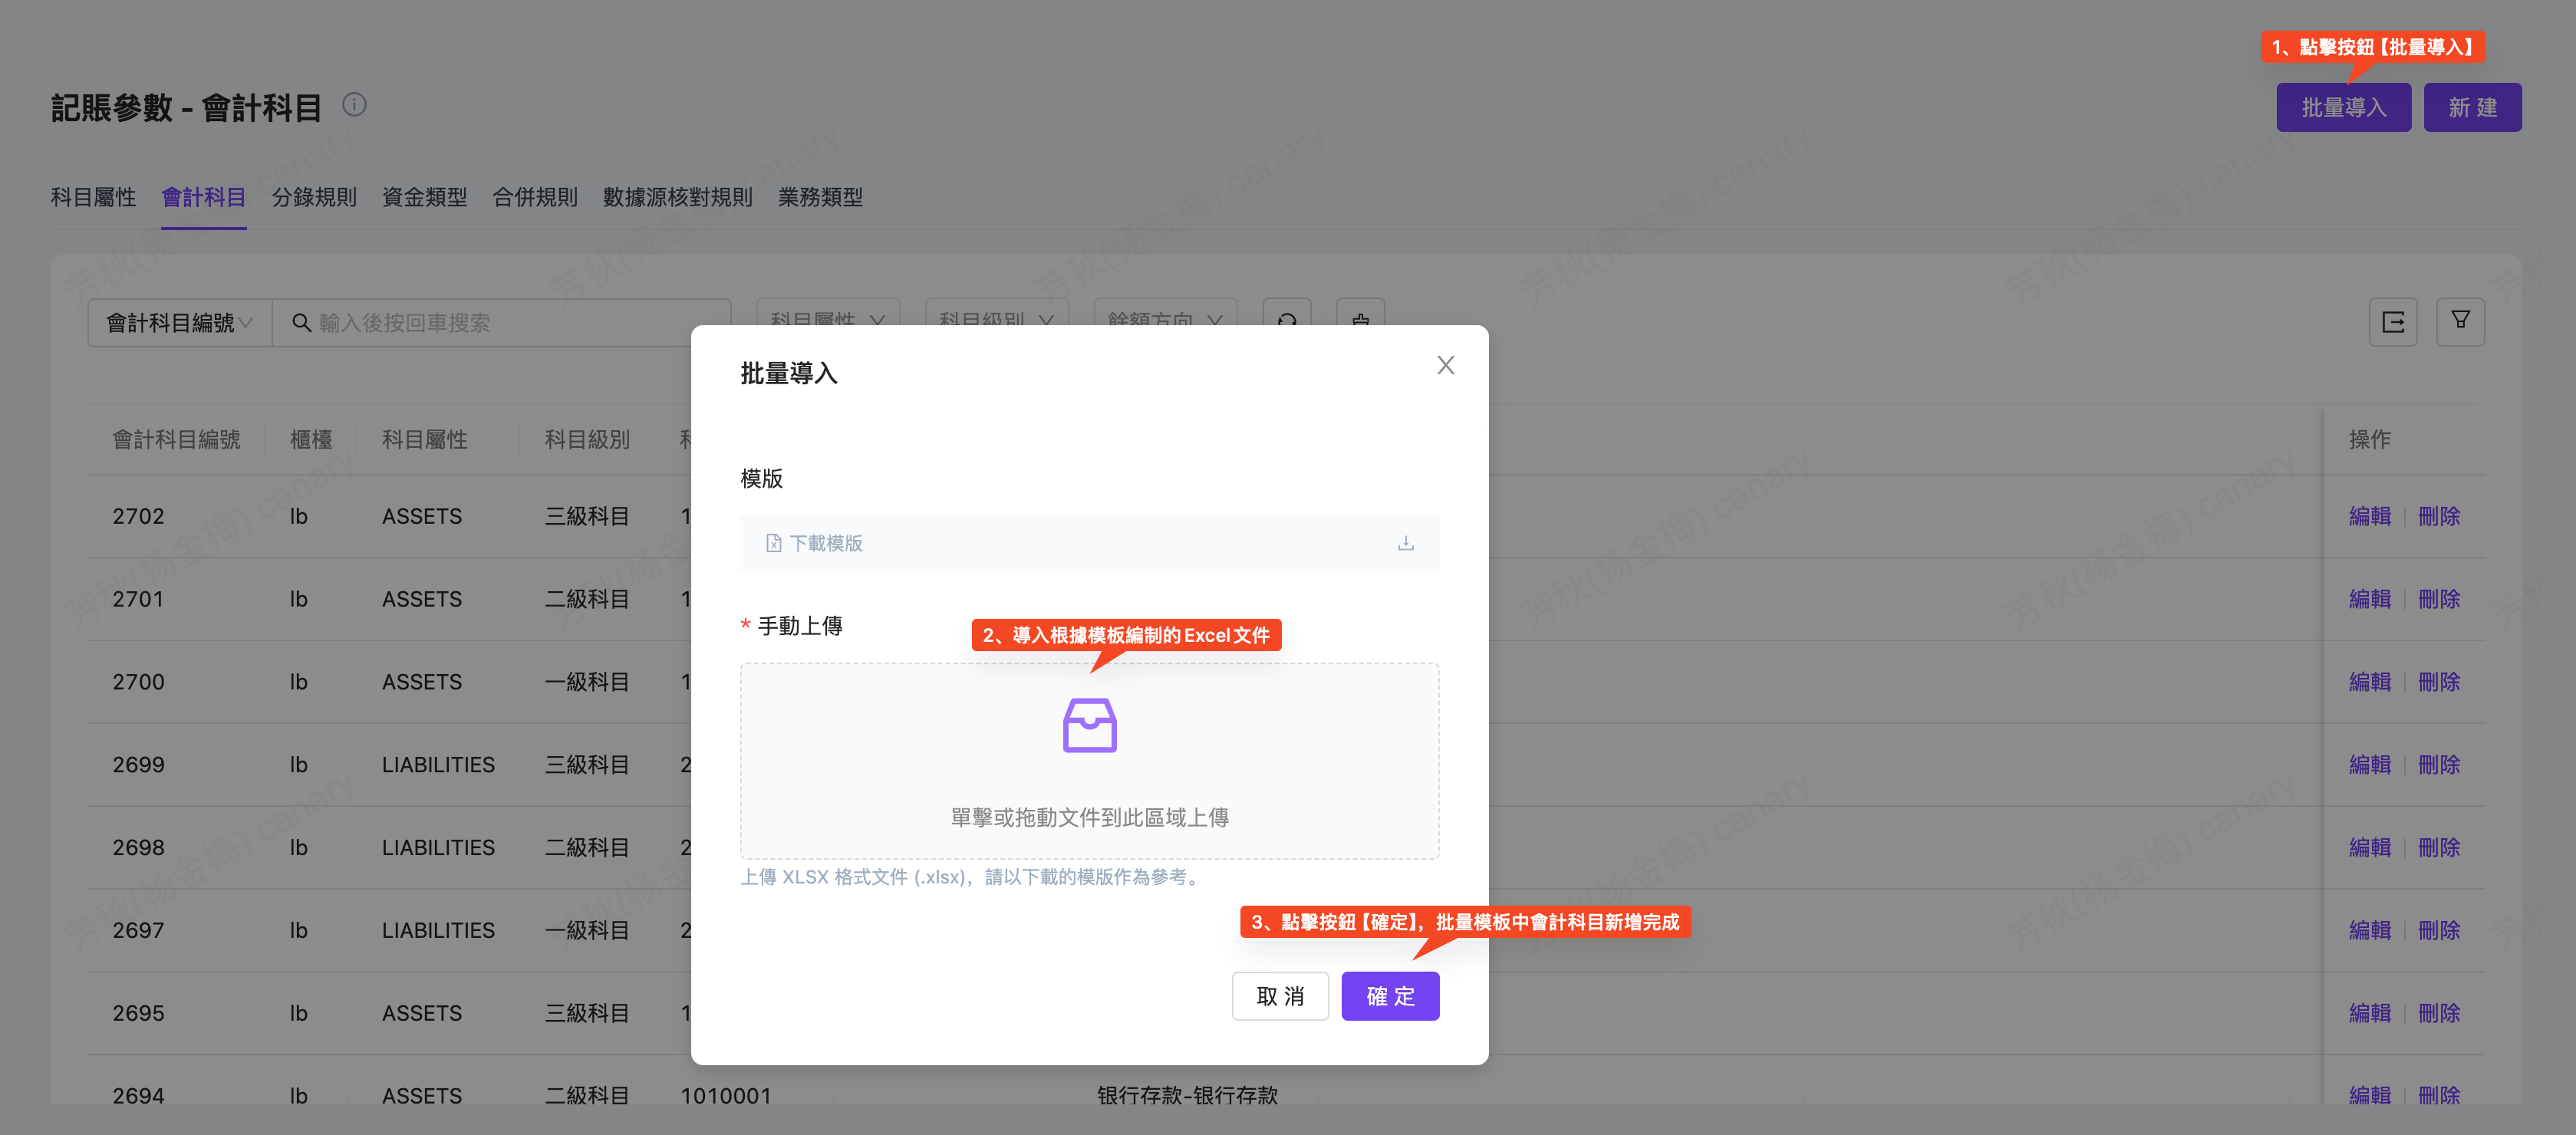 1、點擊按鈕【批量導入】
記賬參數 - 會計科目
批量導入 新 建
科目屬性 會計科目 分錄規則 資金類型 合併規則 數據源核對規則 業務類型
會計科目編號 輸入後按回車搜索 科目屬性 科目級別 餘額方向
批量導入
會計科目編號 櫃檯 科目屬性 科目級別 操作
模版
2702 lb ASSETS 三級科目 1 編輯 刪除
下載模版
2701 lb ASSETS 二級科目 1 編輯 刪除
* 手動上傳
2、導入根據模板編制的Excel文件
2700 lb ASSETS 一級科目 1 編輯 刪除
2699 lb LIABILITIES 三級科目 2 編輯 刪除
單擊或拖動文件到此區域上傳
2698 lb LIABILITIES 二級科目 2 編輯 刪除
上傳 XLSX 格式文件 (.xlsx)，請以下載的模版作為參考。
3、點擊按鈕【確定】，批量模板中會計科目新增完成
2697 lb LIABILITIES 一級科目 2 編輯 刪除
取 消 確 定
2695 lb ASSETS 三級科目 1 編輯 刪除
2694 lb ASSETS 二級科目 1010001 银行存款-银行存款 編輯 刪除
芳秋(杨金梅) canary